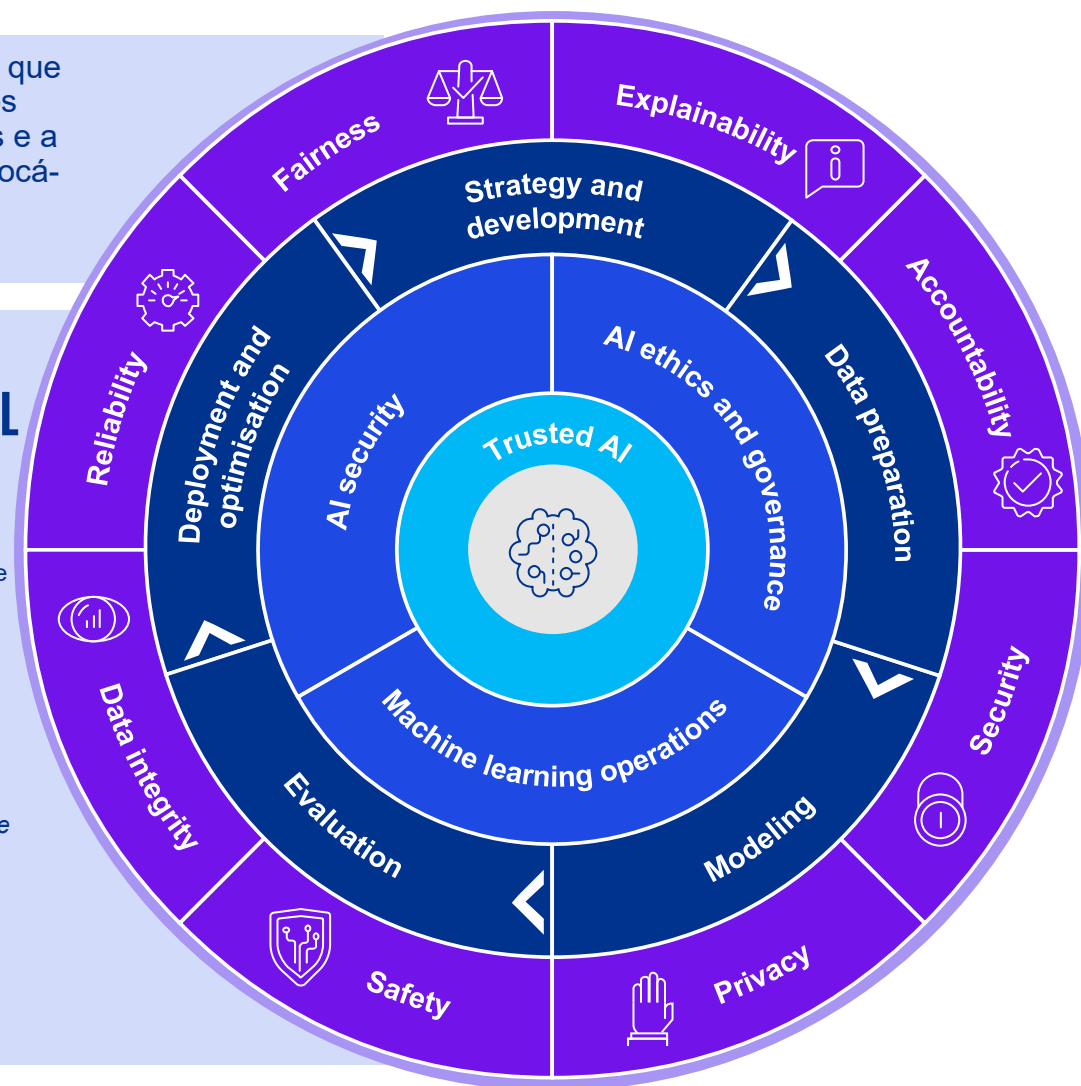 que
s
s e a
ocá-
L
e
e
Fairness
Explainability
Accountability
Security
Privacy
Safety
Data integrity
Reliability
Strategy and
development
Data preparation
Modeling
Evaluation
Deployment and
optimisation
AI security
AI ethics and governance
Machine learning operations
Trusted AI